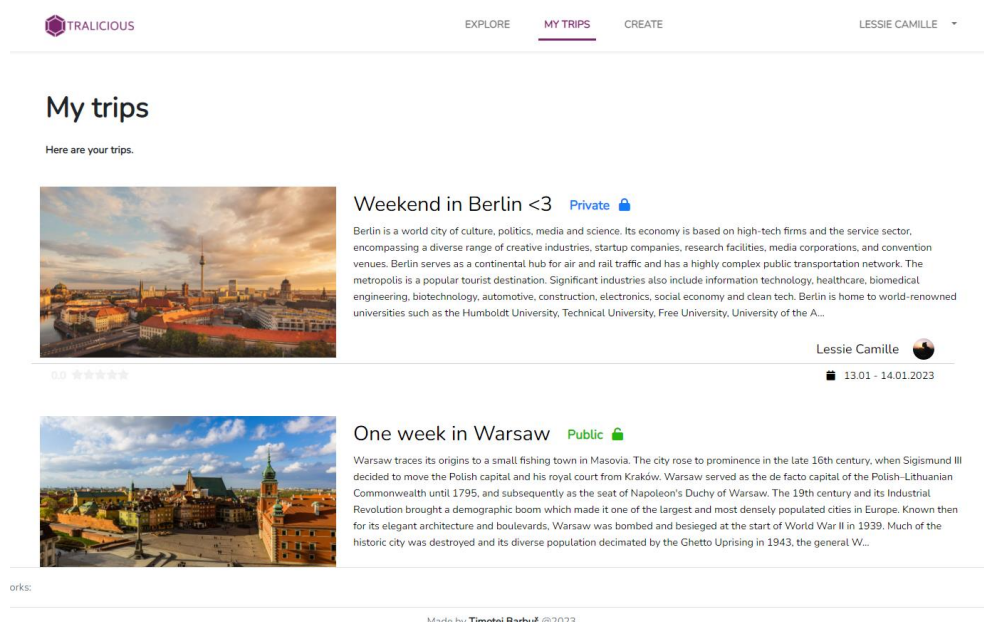 TRALICIOUS
EXPLORE MY TRIPS CREATE
LESSIE CAMILLE
My trips
Here are your trips.
Weekend in Berlin <3 Private
Berlin is a world city of culture, politics, media and science. Its economy is based on high-tech firms and the service sector,
encompassing a diverse range of creative industries, startup companies, research facilities, media corporations, and convention
venues. Berlin serves as a continental hub for air and rail traffic and has a highly complex public transportation network. The
metropolis is a popular tourist destination. Significant industries also include information technology, healthcare, biomedical
engineering, biotechnology, automotive, construction, electronics, social economy and clean tech. Berlin is home to world-renowned
universities such as the Humboldt University, Technical University, Free University, University of the A...
Lessie Camille
0.0
13.01 - 14.01.2023
One week in Warsaw Public
Warsaw traces its origins to a small fishing town in Masovia. The city rose to prominence in the late 16th century, when Sigismund III
decided to move the Polish capital and his royal court from Kraków. Warsaw served as the de facto capital of the Polish–Lithuanian
Commonwealth until 1795, and subsequently as the seat of Napoleon's Duchy of Warsaw. The 19th century and its Industrial
Revolution brought a demographic boom which made it one of the largest and most densely populated cities in Europe. Known then
for its elegant architecture and boulevards, Warsaw was bombed and besieged at the start of World War II in 1939. Much of the
historic city was destroyed and its diverse population decimated by the Ghetto Uprising in 1943, the general W...
orks:
Made by Timotej Barbuš @2023